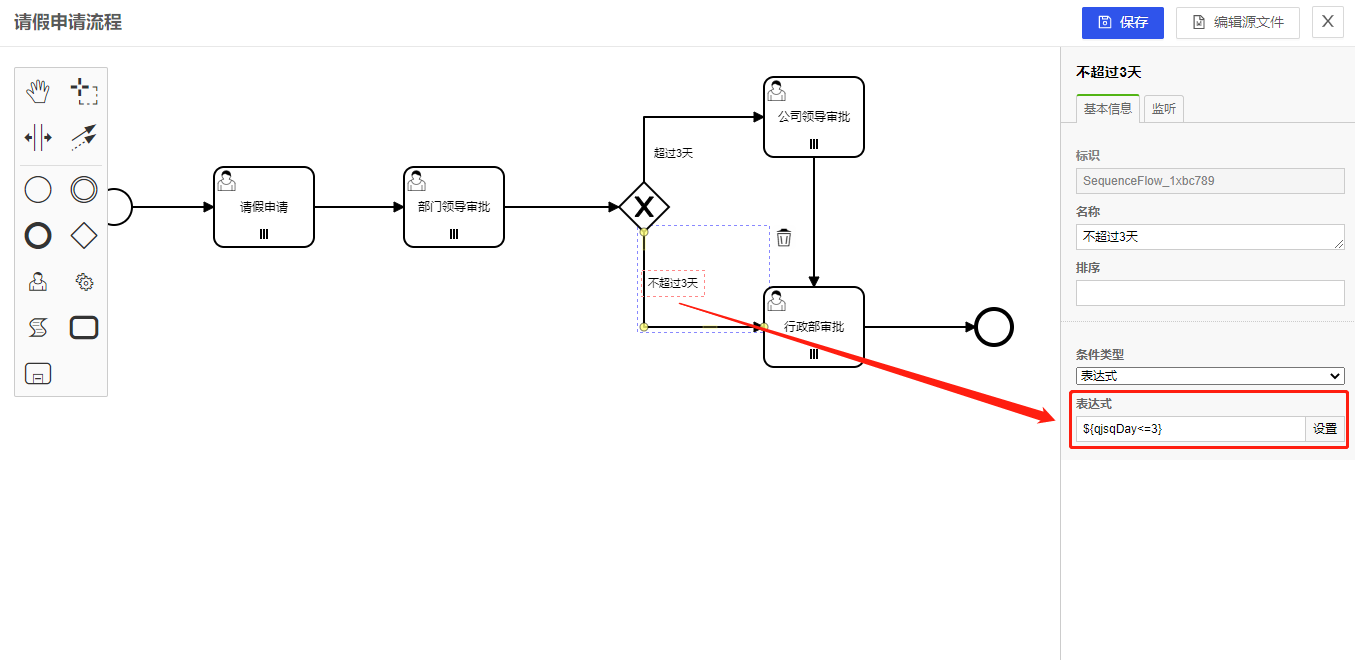 请假申请流程
保存
编辑源文件
X
请假申请
部门领导审批
超过3天
X
不超过3天
公司领导审批
行政部审批
不超过3天
基本信息
监听
标识
SequenceFlow_1xbc789
名称
不超过3天
排序
条件类型
表达式
表达式
${qjsqDay<=3}
设置